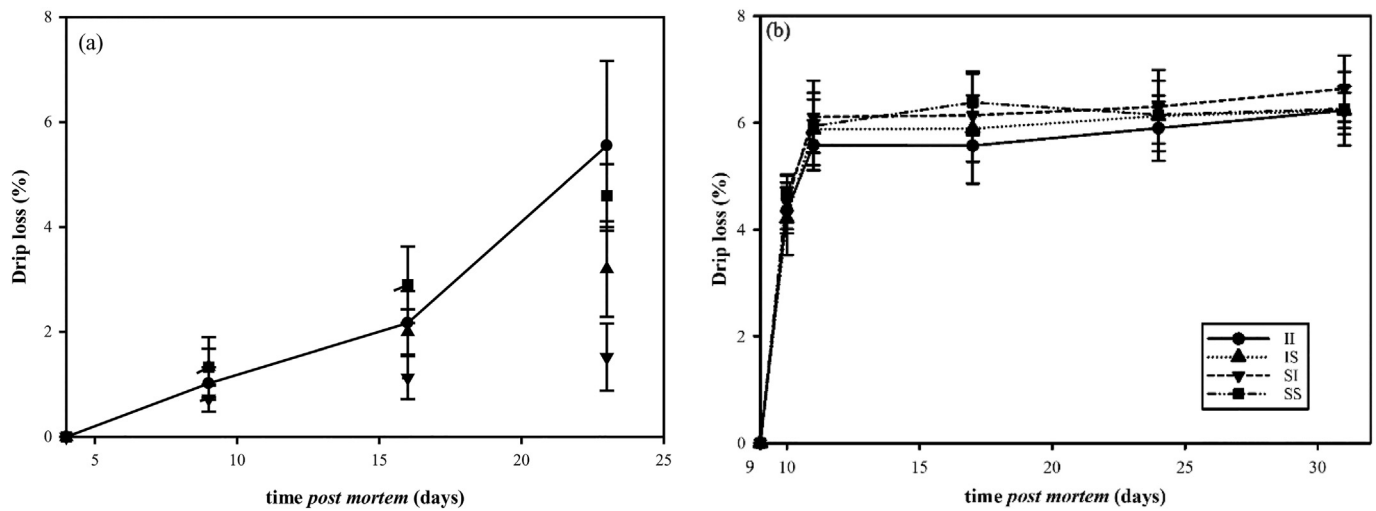 (a)
Drip loss (%)
8
6
4
2
0
5 10 15 20 25
time post mortem (days)
(b)
Drip loss (%)
8
6
4
2
0
9 10 15 20 25 30
time post mortem (days)
II
IS
SI
SS